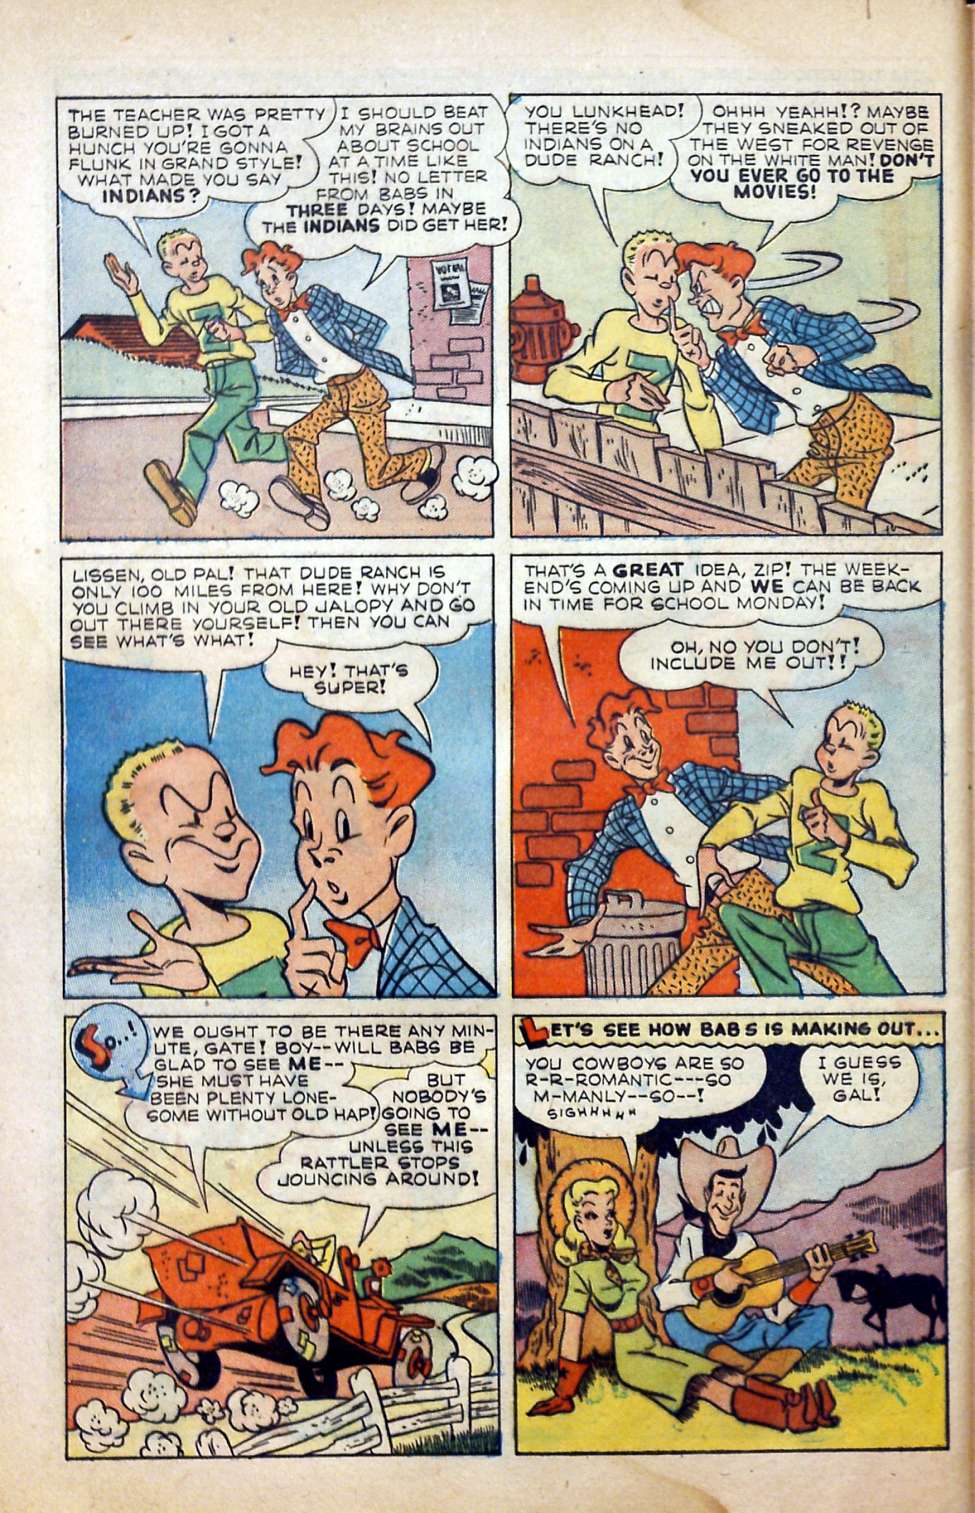 THE TEACHER WAS PRETTY
BURNED UP! I GOT A
HUNCH YOU'RE GONNA
FLUNK IN GRAND STYLE!
WHAT MADE YOU SAY
INDIANS?
I SHOULD BEAT
MY BRAINS OUT
ABOUT SCHOOL
AT A TIME LIKE
THIS! NO LETTER
FROM BABS IN
THREE DAYS! MAYBE
THE INDIANS DID GET HER!
YOU LUNKHEAD!
THERE'S NO
INDIANS ON A
DUDE RANCH!
OHHH YEAHH!? MAYBE
THEY SNEAKED OUT OF
THE WEST FOR REVENGE
ON THE WHITE MAN! DON'T
YOU EVER GO TO THE
MOVIES!
LISSEN, OLD PAL! THAT DUDE RANCH IS
ONLY 100 MILES FROM HERE! WHY DON'T
YOU CLIMB IN YOUR OLD JALOPY AND GO
OUT THERE YOURSELF! THEN YOU CAN
SEE WHAT'S WHAT!
HEY! THAT'S
SUPER!
THAT'S A GREAT IDEA, ZIP! THE WEEK-
END'S COMING UP AND WE CAN BE BACK
IN TIME FOR SCHOOL MONDAY!
OH, NO YOU DON'T!
INCLUDE ME OUT!!
SO..!
WE OUGHT TO BE THERE ANY MIN-
UTE, GATE! BOY--WILL BABS BE
GLAD TO SEE ME--
SHE MUST HAVE
BEEN PLENTY LONE-
SOME WITHOUT OLD HAP!
BUT
NOBODY'S
GOING TO
SEE ME--
UNLESS THIS
RATTLER STOPS
JOUNCING AROUND!
LET'S SEE HOW BABS IS MAKING OUT...
YOU COWBOYS ARE SO
R-R-ROMANTIC---SO
M-MANLY--SO--!
SIGHHHHH
I GUESS
WE IS,
GAL!